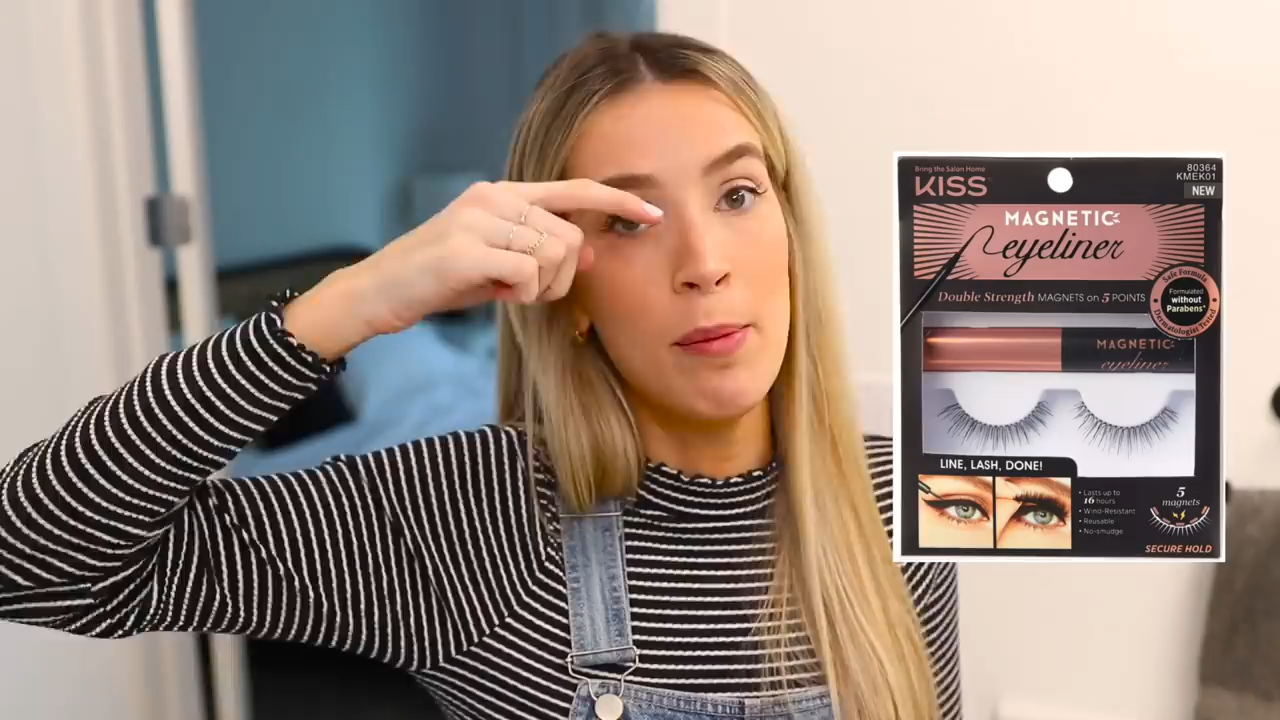 Bring the Salon Home
KISS
80364
KMEK01
NEW
MAGNETIC
eyeliner
Double Strength MAGNETS on 5 POINTS
Safe Formula
Formulated
without
Parabens*
Dermatologist Tested
MAGNETIC
eyeliner
LINE, LASH, DONE!
• Lasts up to
16 hours
• Wind-Resistant
• Reusable
• No-smudge
5
magnets
SECURE HOLD